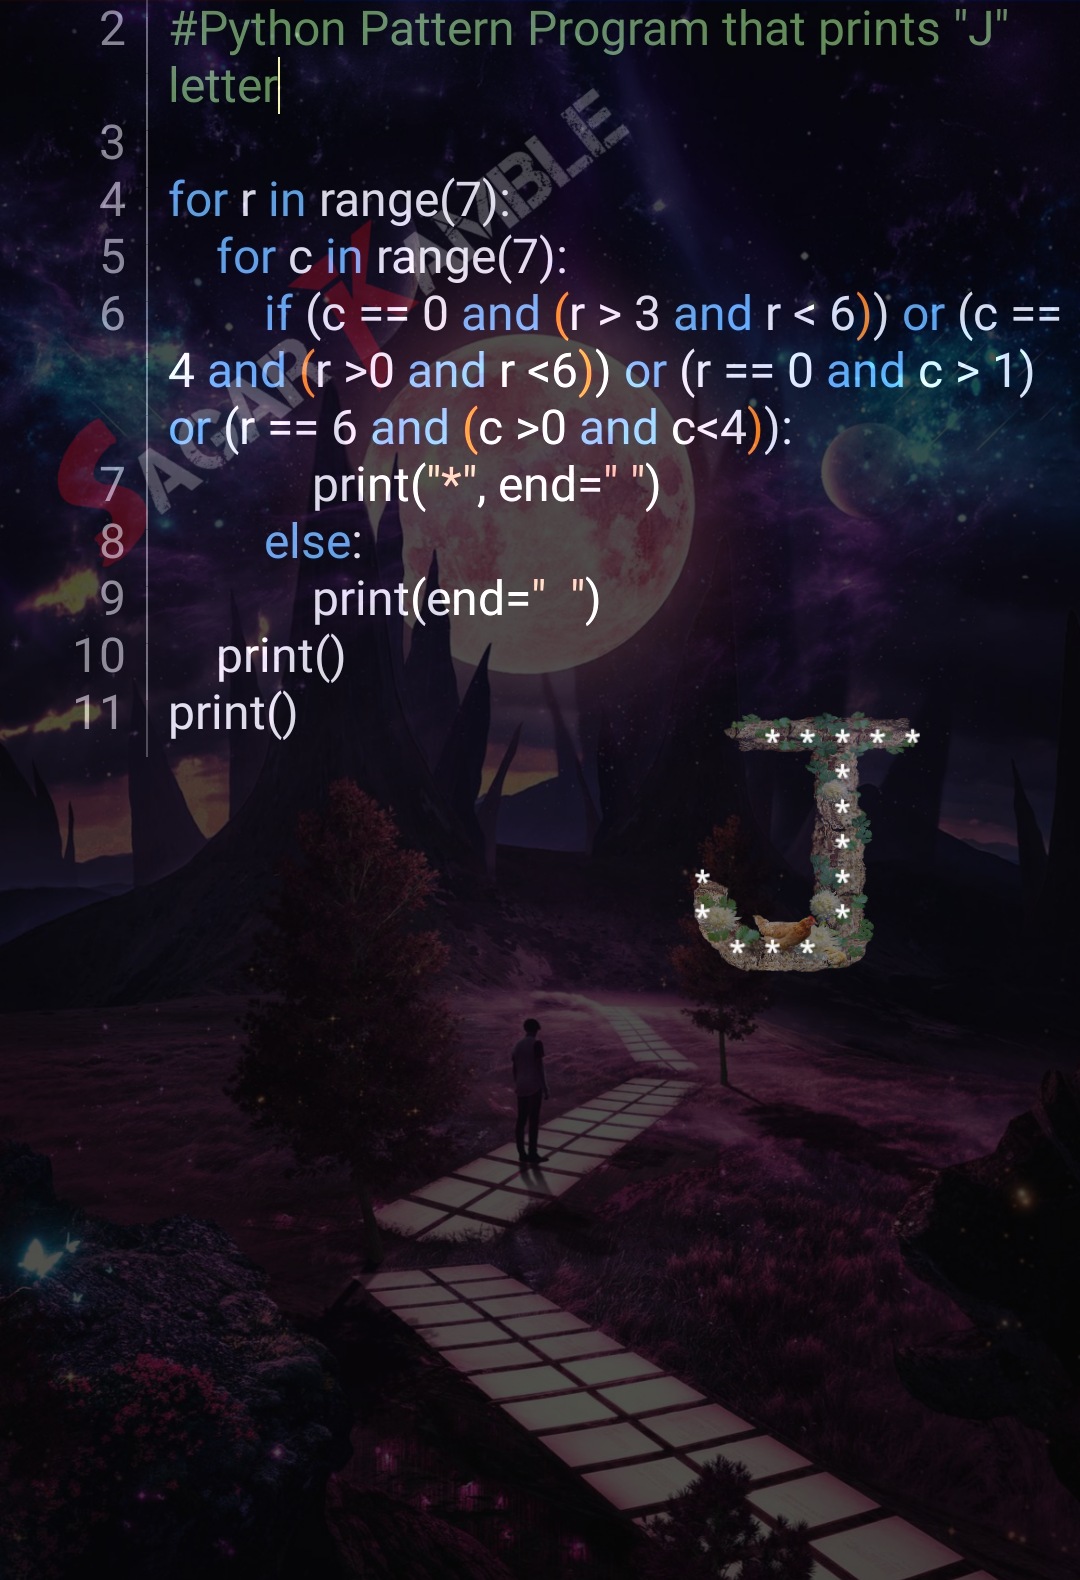 2 #Python Pattern Program that prints "J"
letter
3
4 for r in range(7):
5     for c in range(7):
6         if (c == 0 and (r > 3 and r < 6)) or (c ==
4 and (r >0 and r <6)) or (r == 0 and c > 1)
or (r == 6 and (c >0 and c<4)):
7             print("*", end=" ")
8         else:
9             print(end="  ")
10     print()
11 print()
SAGAR KAMBLE
    * * * * *
        *
        *
        *
*       *
*       *
  * * *